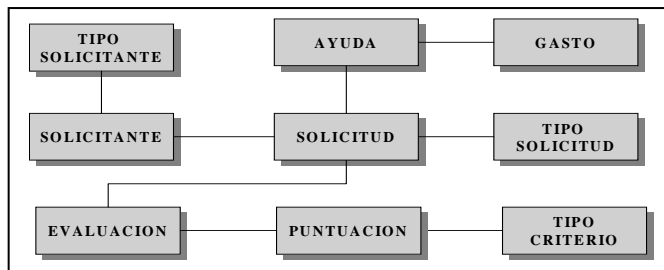 TIPO
SOLICITANTE
AYUDA
GASTO
SOLICITANTE
SOLICITUD
TIPO
SOLICITUD
EVALUACION
PUNTUACION
TIPO
CRITERIO